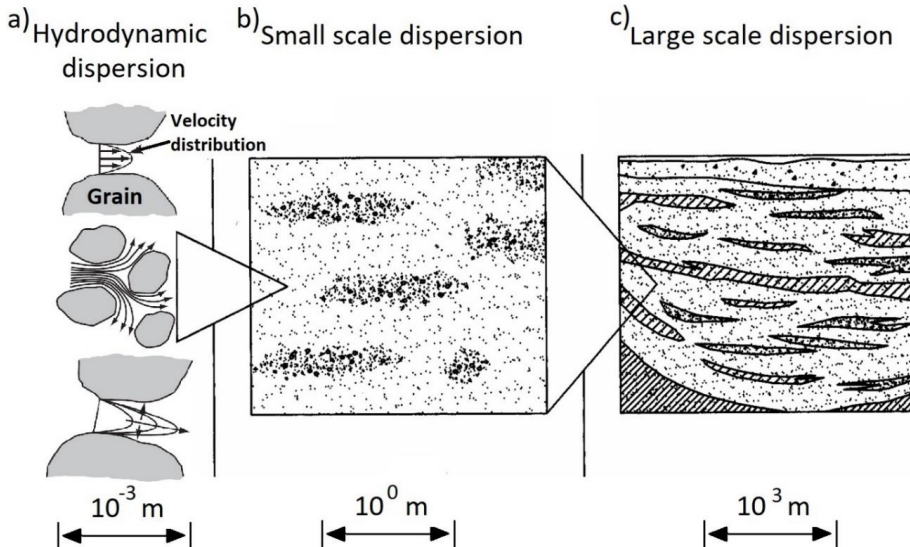 a) Hydrodynamic
dispersion
b) Small scale dispersion
c) Large scale dispersion
Velocity
distribution
Grain
10⁻³ m
10⁰ m
10³ m